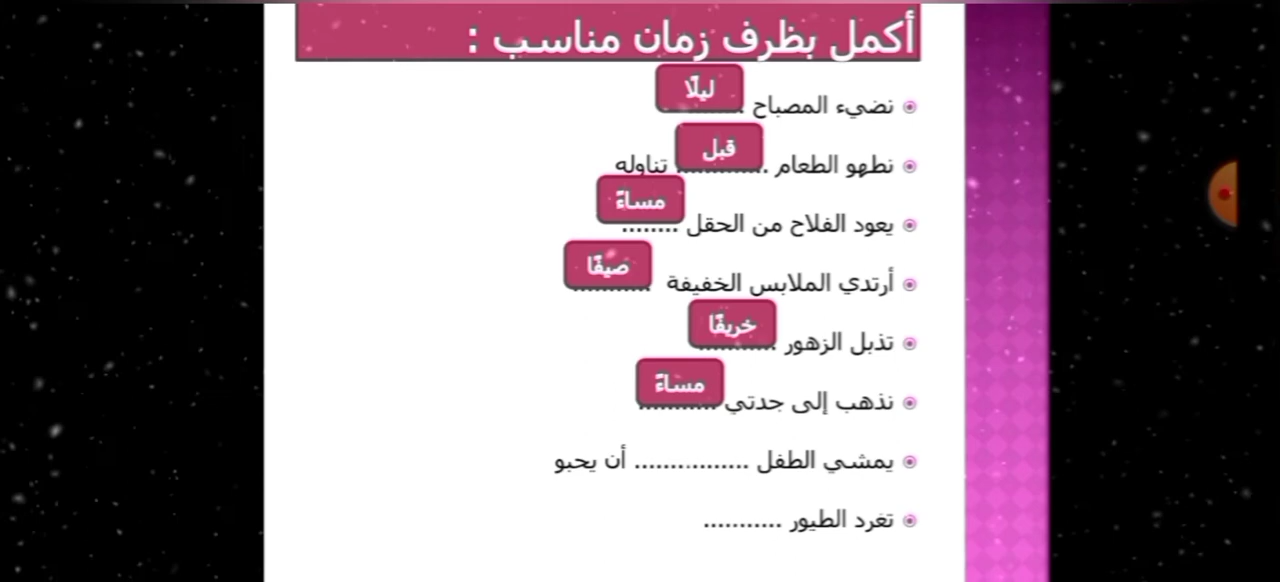 أكمل بظرف زمان مناسب :
نضيء المصباح ليلًا
نطهو الطعام . قبل ........... تناوله
يعود الفلاح من الحقل ........ مساءً
أرتدي الملابس الخفيفة صيفًا ..........
تذبل الزهور خريفًا ..........
نذهب إلى جدتي مساءً ..........
يمشي الطفل ............... أن يحبو
تغرد الطيور ...........